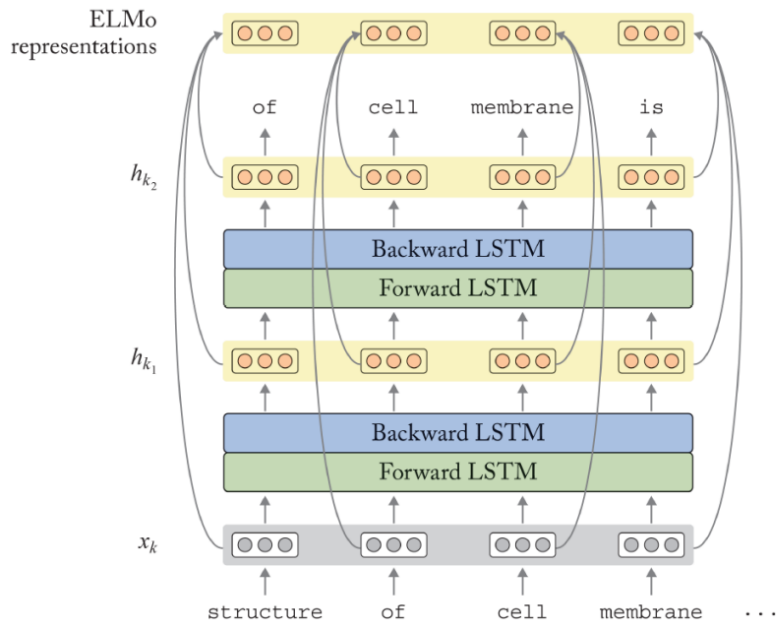 ELMo
representations
of cell membrane is
h_{k_2}
Backward LSTM
Forward LSTM
h_{k_1}
Backward LSTM
Forward LSTM
x_k
structure of cell membrane ...